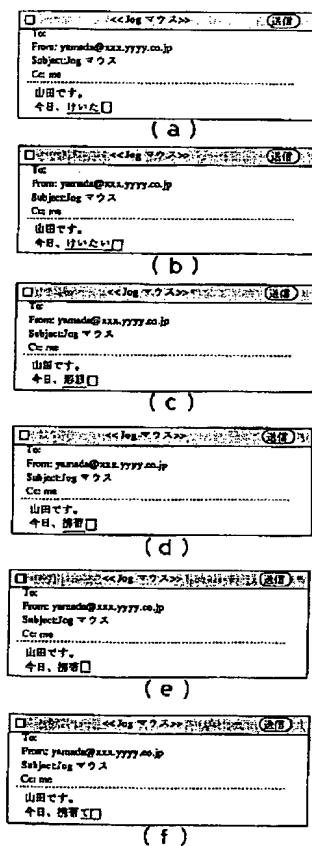 <<Jog マウス>> 送信
To:
From: yamada@xxx.yyyy.co.jp
Subject:Jog マウス
Cc: me
山田です。
今日、けいた
(a)
<<Jog マウス>> 送信
To:
From: yamada@xxx.yyyy.co.jp
Subject:Jog マウス
Cc: me
山田です。
今日、けいたい
(b)
<<Jog マウス>> 送信
To:
From: yamada@xxx.yyyy.co.jp
Subject:Jog マウス
Cc: me
山田です。
今日、形態
(c)
<<Jog マウス>> 送信
To:
From: yamada@xxx.yyyy.co.jp
Subject:Jog マウス
Cc: me
山田です。
今日、携帯
(d)
<<Jog マウス>> 送信
To:
From: yamada@xxx.yyyy.co.jp
Subject:Jog マウス
Cc: me
山田です。
今日、携帯
(e)
<<Jog マウス>> 送信
To:
From: yamada@xxx.yyyy.co.jp
Subject:Jog マウス
Cc: me
山田です。
今日、携帯て
(f)